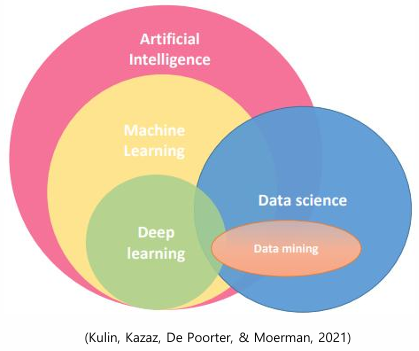 Artificial
Intelligence
Machine
Learning
Data science
Deep
learning
Data mining
(Kulin, Kazaz, De Poorter, & Moerman, 2021)